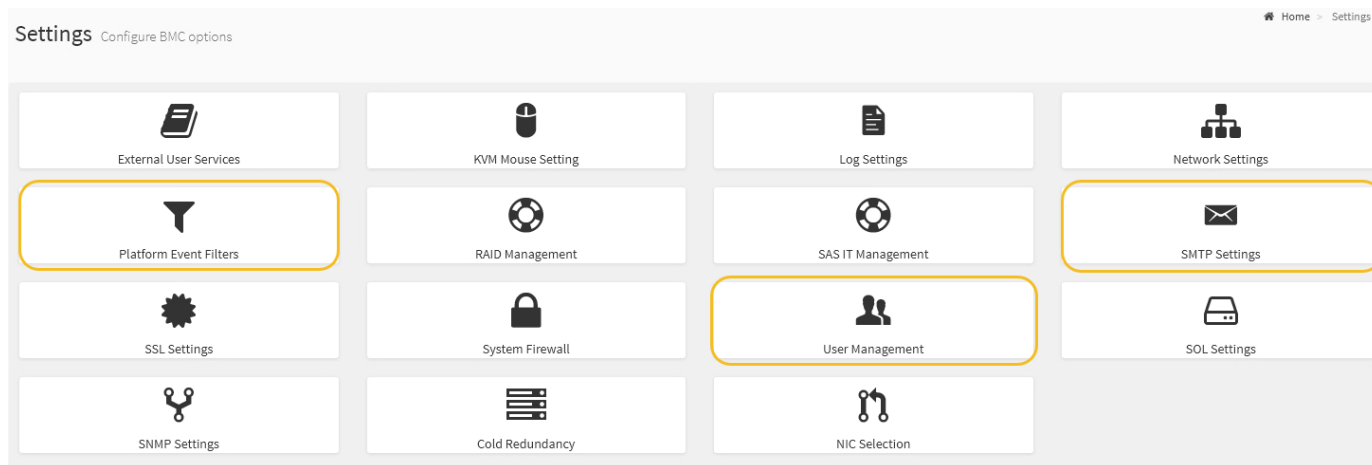 Home > Settings
Settings Configure BMC options
External User Services
KVM Mouse Setting
Log Settings
Network Settings
Platform Event Filters
RAID Management
SAS IT Management
SMTP Settings
SSL Settings
System Firewall
User Management
SOL Settings
SNMP Settings
Cold Redundancy
NIC Selection